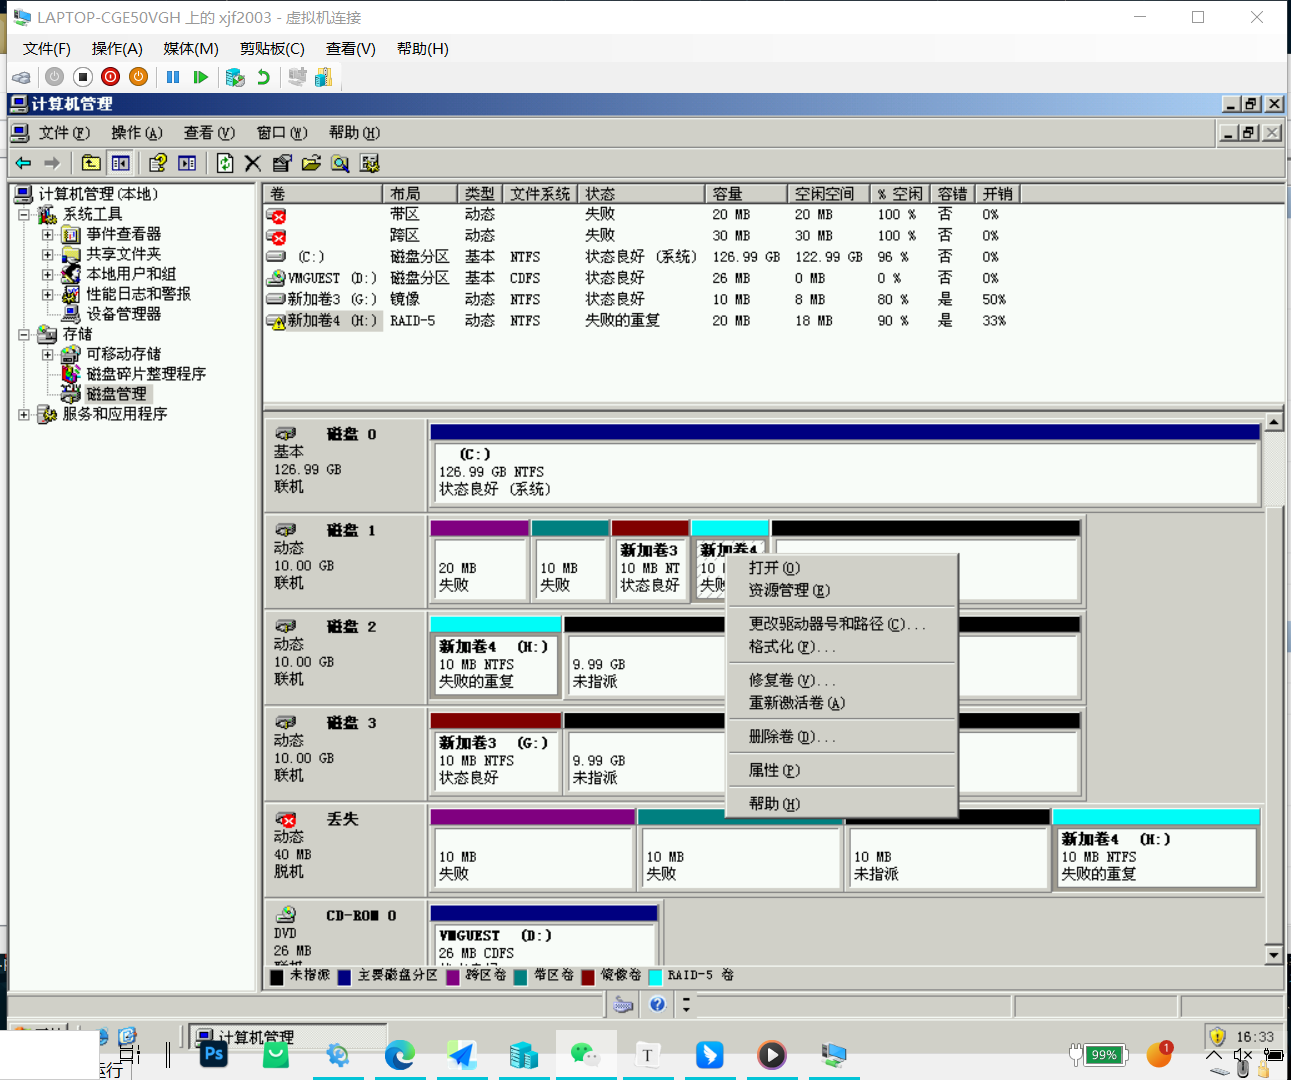 LAPTOP-CGE50VGH 上的 xjf2003 - 虚拟机连接
文件(F) 操作(A) 媒体(M) 剪贴板(C) 查看(V) 帮助(H)
计算机管理
文件(F) 操作(A) 查看(V) 窗口(W) 帮助(H)
计算机管理(本地)
系统工具
事件查看器
共享文件夹
本地用户和组
性能日志和警报
设备管理器
存储
可移动存储
磁盘碎片整理程序
磁盘管理
服务和应用程序
卷 布局 类型 文件系统 状态 容量 空闲空间 % 空闲 容错 开销
带区 动态 失败 20 MB 20 MB 100 % 否 0%
跨区 动态 失败 30 MB 30 MB 100 % 否 0%
(C:) 磁盘分区 基本 NTFS 状态良好 (系统) 126.99 GB 122.99 GB 96 % 否 0%
VMGUEST (D:) 磁盘分区 基本 CDFS 状态良好 26 MB 0 MB 0 % 否 0%
新加卷3 (G:) 镜像 动态 NTFS 状态良好 10 MB 8 MB 80 % 是 50%
新加卷4 (H:) RAID-5 动态 NTFS 失败的重复 20 MB 18 MB 90 % 是 33%
磁盘 0
基本
126.99 GB
联机
(C:)
126.99 GB NTFS
状态良好 (系统)
磁盘 1
动态
10.00 GB
联机
20 MB
失败
10 MB
失败
新加卷3
10 MB NT
状态良好
新加卷4
磁盘 2
动态
10.00 GB
联机
新加卷4 (H:)
10 MB NTFS
失败的重复
9.99 GB
未指派
磁盘 3
动态
10.00 GB
联机
新加卷3 (G:)
10 MB NTFS
状态良好
9.99 GB
未指派
打开(O)
资源管理(E)
更改驱动器号和路径(C)...
格式化(F)...
修复卷(V)...
重新激活卷(A)
删除卷(D)...
属性(P)
帮助(H)
丢失
动态
40 MB
脱机
10 MB
失败
10 MB
失败
10 MB
未指派
新加卷4 (H:)
10 MB NTFS
失败的重复
CD-ROM 0
DVD
26 MB
VMGUEST (D:)
26 MB CDFS
未指派 主要磁盘分区 跨区卷 带区卷 镜像卷 RAID-5 卷
计算机管理
16:33
运行
Ps
T
99%
1